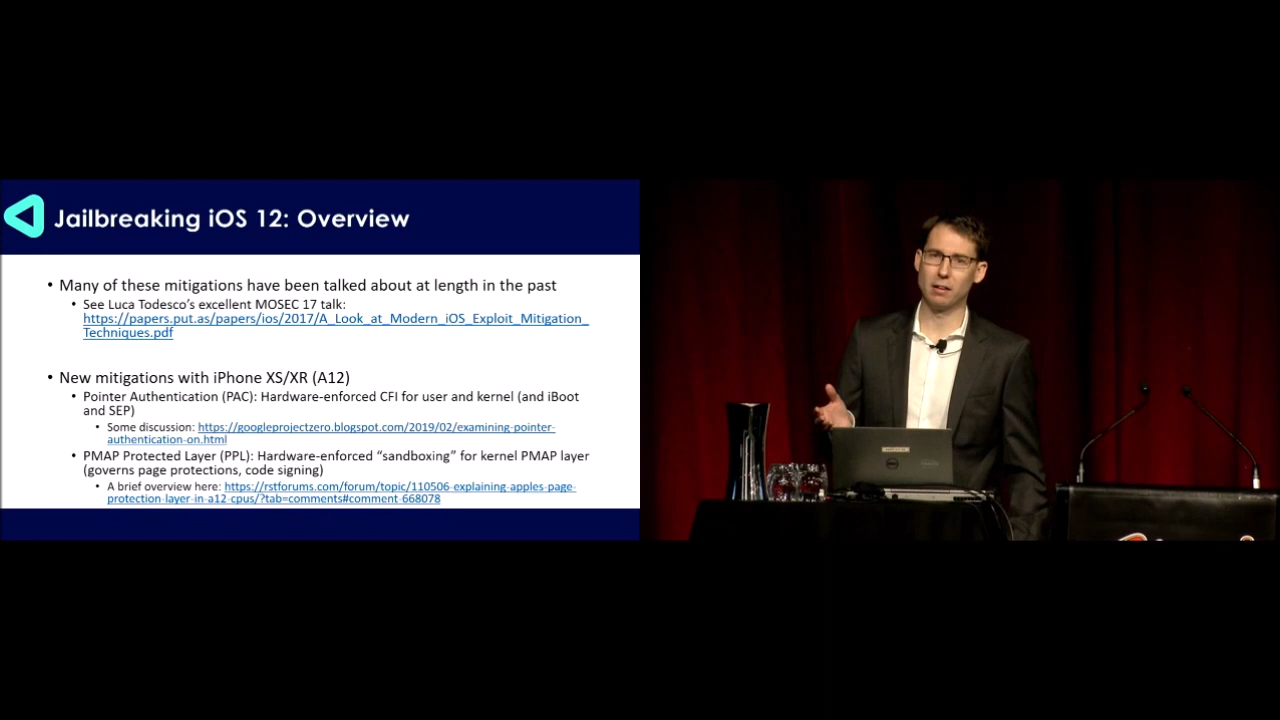 Jailbreaking iOS 12: Overview
• Many of these mitigations have been talked about at length in the past
• See Luca Todesco's excellent MOSEC 17 talk:
https://papers.put.as/papers/ios/2017/A_Look_at_Modern_iOS_Exploit_Mitigation_
Techniques.pdf
• New mitigations with iPhone XS/XR (A12)
• Pointer Authentication (PAC): Hardware-enforced CFI for user and kernel (and iBoot
and SEP)
• Some discussion: https://googleprojectzero.blogspot.com/2019/02/examining-pointer-
authentication-on.html
• PMAP Protected Layer (PPL): Hardware-enforced “sandboxing” for kernel PMAP layer
(governs page protections, code signing)
• A brief overview here: https://rstforums.com/forum/topic/110506-explaining-apples-page-
protection-layer-in-a12-cpus/?tab=comments#comment-668078